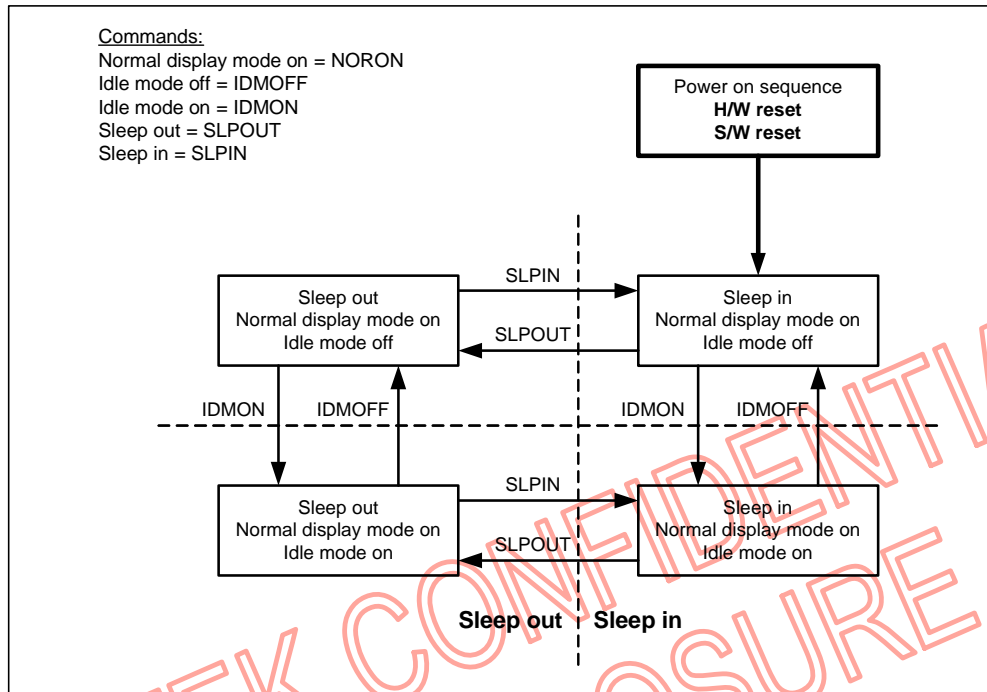 Commands:
Normal display mode on = NORON
Idle mode off = IDMOFF
Idle mode on = IDMON
Sleep out = SLPOUT
Sleep in = SLPIN
Power on sequence
H/W reset
S/W reset
Sleep out
Normal display mode on
Idle mode off
SLPIN
SLPOUT
Sleep in
Normal display mode on
Idle mode off
IDMON
IDMOFF
IDMON
IDMOFF
Sleep out
Normal display mode on
Idle mode on
SLPIN
SLPOUT
Sleep in
Normal display mode on
Idle mode on
Sleep out
Sleep in